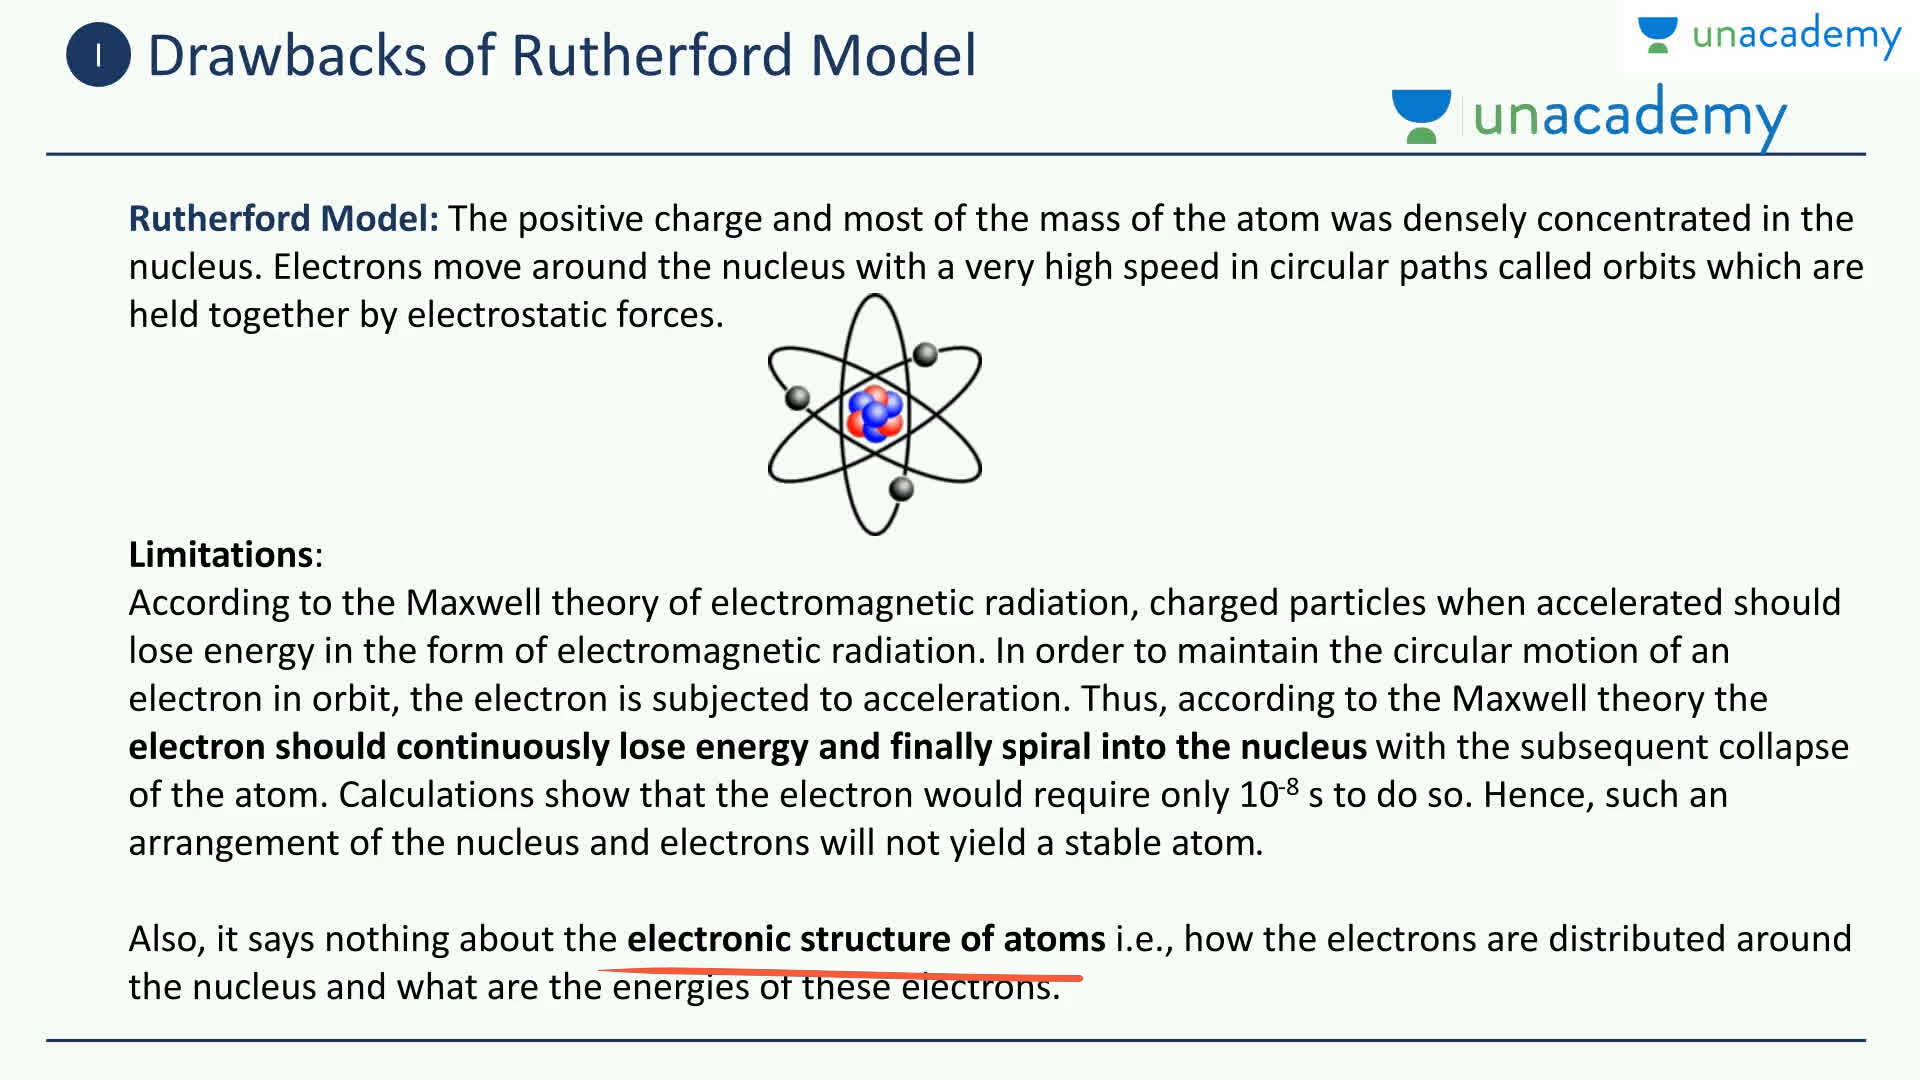 I Drawbacks of Rutherford Model
unacademy
unacademy
Rutherford Model: The positive charge and most of the mass of the atom was densely concentrated in the
nucleus. Electrons move around the nucleus with a very high speed in circular paths called orbits which are
held together by electrostatic forces.
Limitations:
According to the Maxwell theory of electromagnetic radiation, charged particles when accelerated should
lose energy in the form of electromagnetic radiation. In order to maintain the circular motion of an
electron in orbit, the electron is subjected to acceleration. Thus, according to the Maxwell theory the
electron should continuously lose energy and finally spiral into the nucleus with the subsequent collapse
of the atom. Calculations show that the electron would require only 10⁻⁸ s to do so. Hence, such an
arrangement of the nucleus and electrons will not yield a stable atom.
Also, it says nothing about the electronic structure of atoms i.e., how the electrons are distributed around
the nucleus and what are the energies of these electrons.